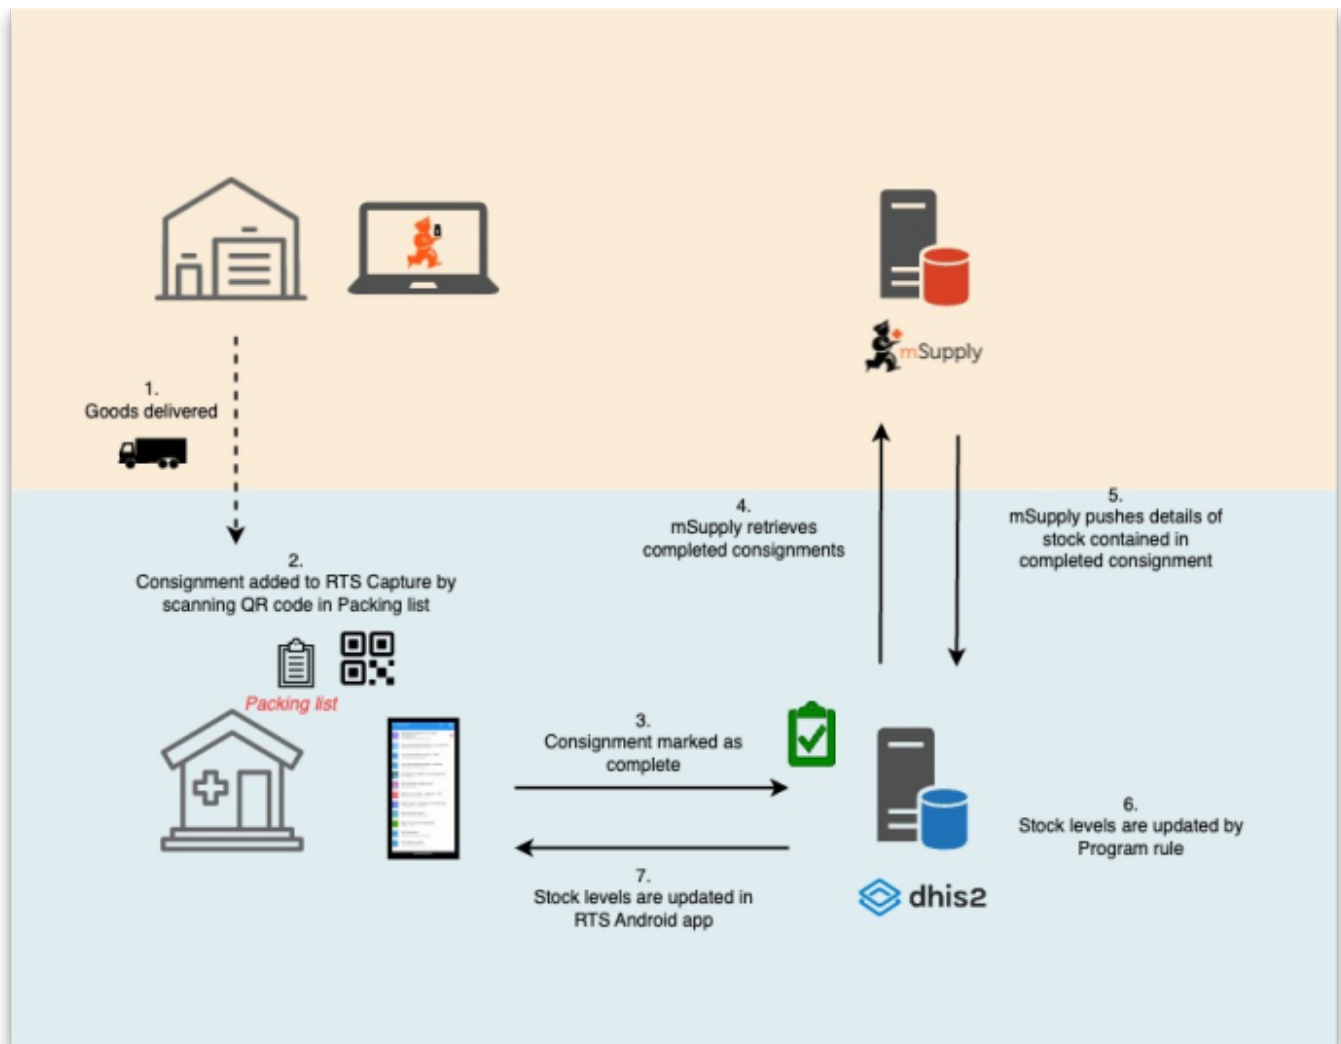 mSupply
1.
Goods delivered
2.
Consignment added to RTS Capture by
scanning QR code in Packing list
Packing list
3.
Consignment marked as
complete
4.
mSupply retrieves
completed consignments
5.
mSupply pushes details of
stock contained in
completed consignment
6.
Stock levels are updated by
Program rule
dhis2
7.
Stock levels are updated in
RTS Android app